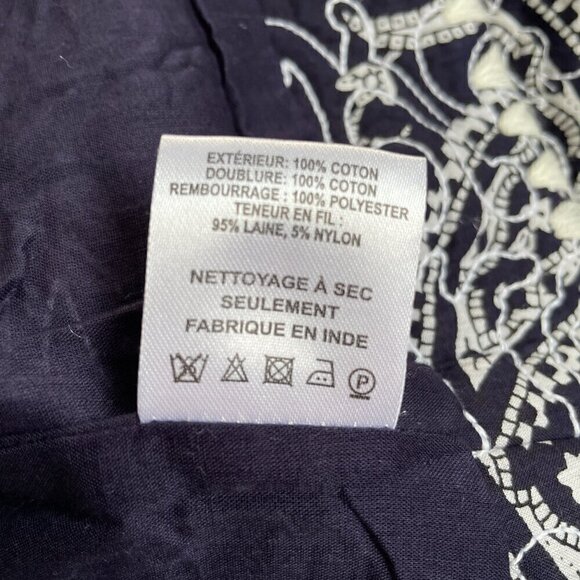 EXTÉRIEUR: 100% COTON
DOUBLURE: 100% COTON
REMBOURRAGE : 100% POLYESTER
TENEUR EN FIL :
95% LAINE, 5% NYLON
NETTOYAGE À SEC
SEULEMENT
FABRIQUE EN INDE
P